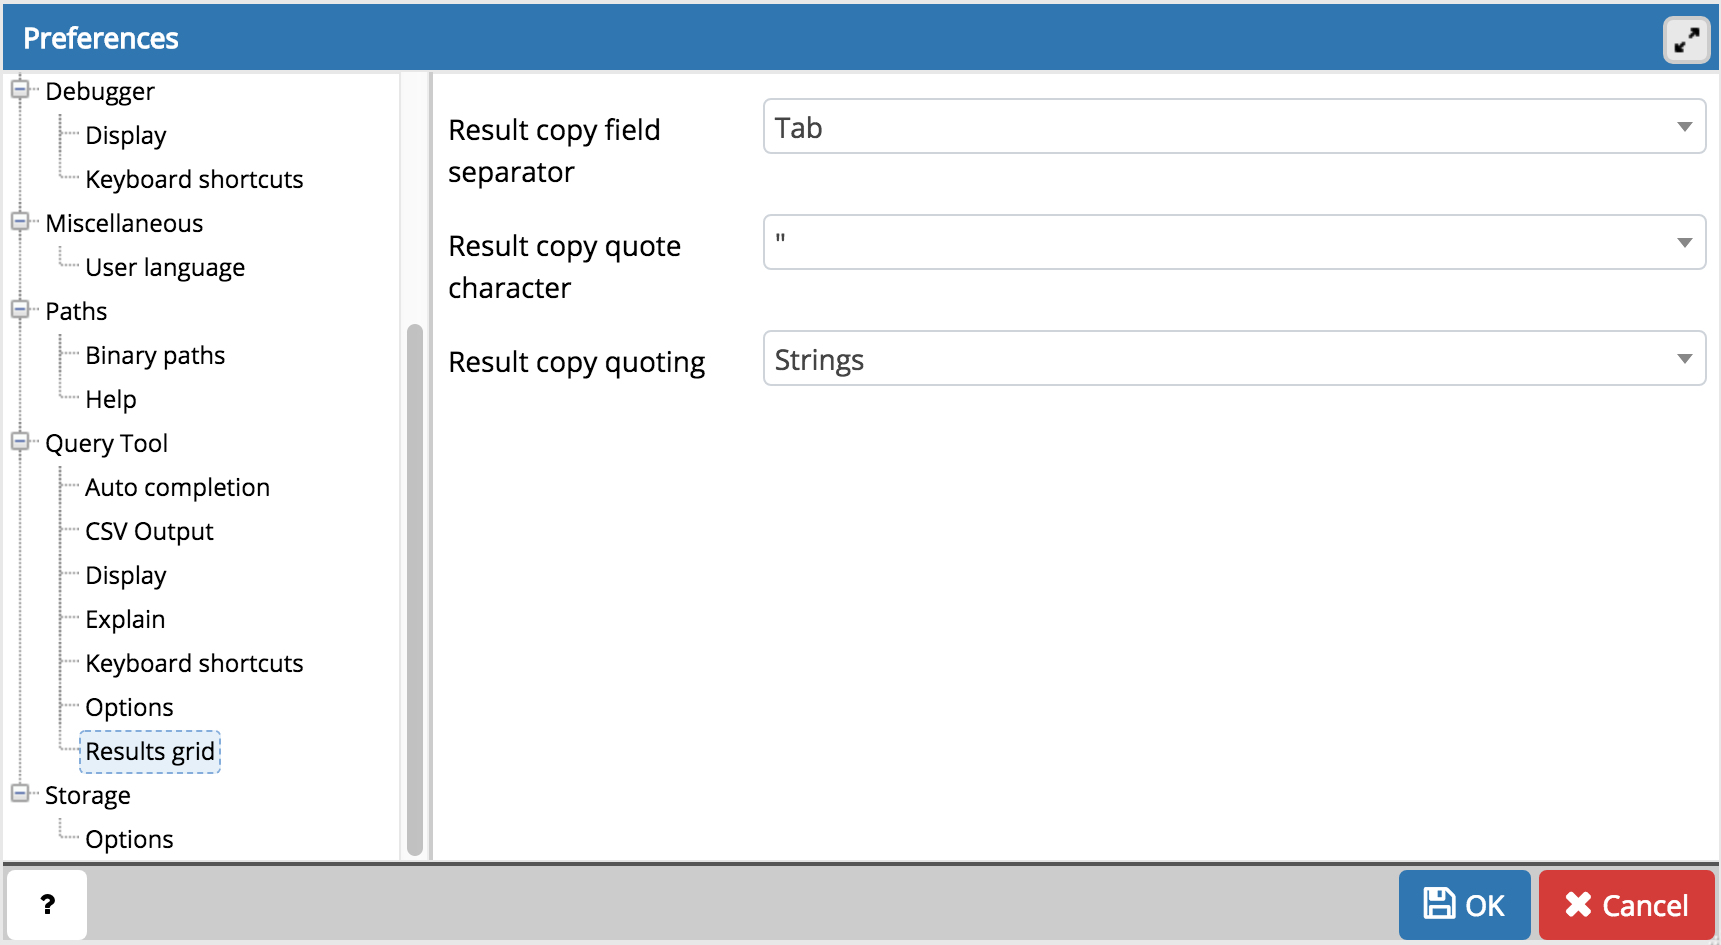 Preferences
Debugger
Display
Keyboard shortcuts
Miscellaneous
User language
Paths
Binary paths
Help
Query Tool
Auto completion
CSV Output
Display
Explain
Keyboard shortcuts
Options
Results grid
Storage
Options
Result copy field
separator
Tab
Result copy quote
character
"
Result copy quoting
Strings
?
OK
Cancel